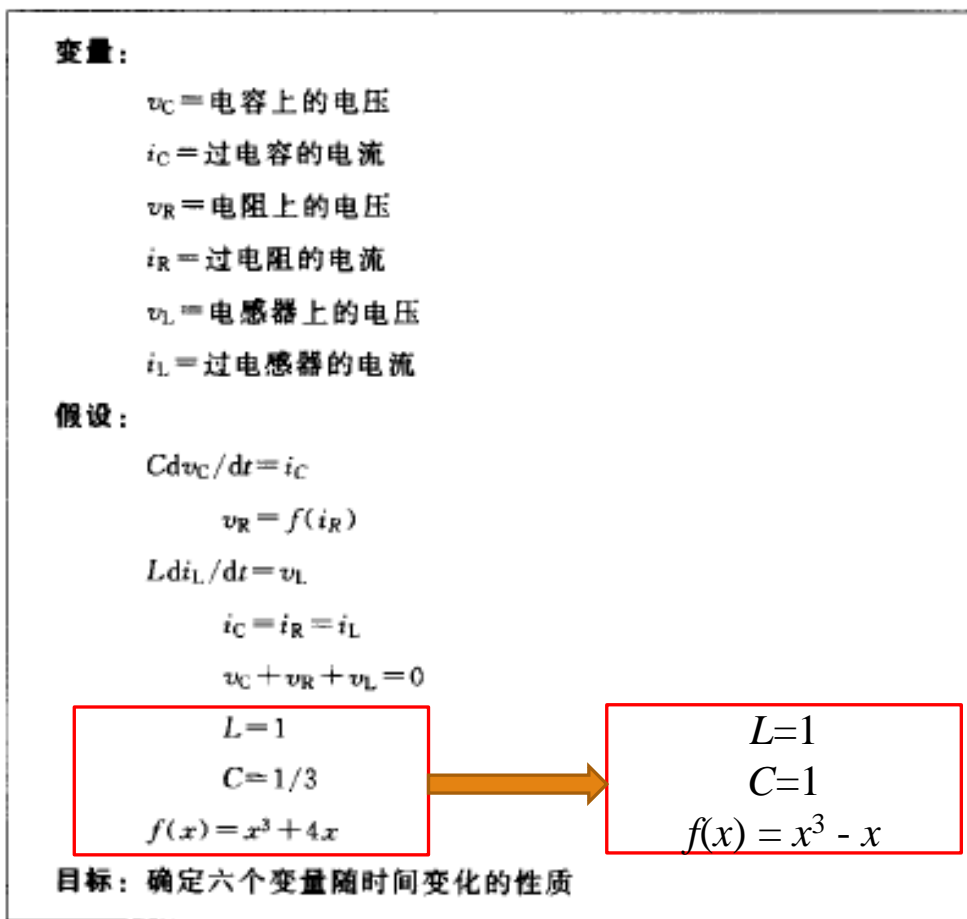 变量：
v_C＝电容上的电压
i_C＝过电容的电流
v_R＝电阻上的电压
i_R＝过电阻的电流
v_L＝电感器上的电压
i_L＝过电感器的电流
假设：
Cdv_C/dt＝i_C
v_R＝f(i_R)
Ldi_L/dt＝v_L
i_C＝i_R＝i_L
v_C＋v_R＋v_L＝0
L＝1
C＝1/3
f(x)＝x³＋4x
L=1
C=1
f(x) = x³ - x
目标：确定六个变量随时间变化的性质